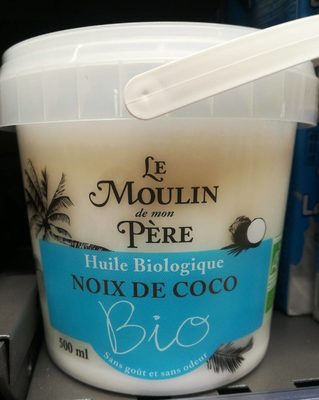 Le
Moulin
de mon
Père
Huile Biologique
NOIX DE COCO
Bio
500 ml
Sans goût et sans odeur